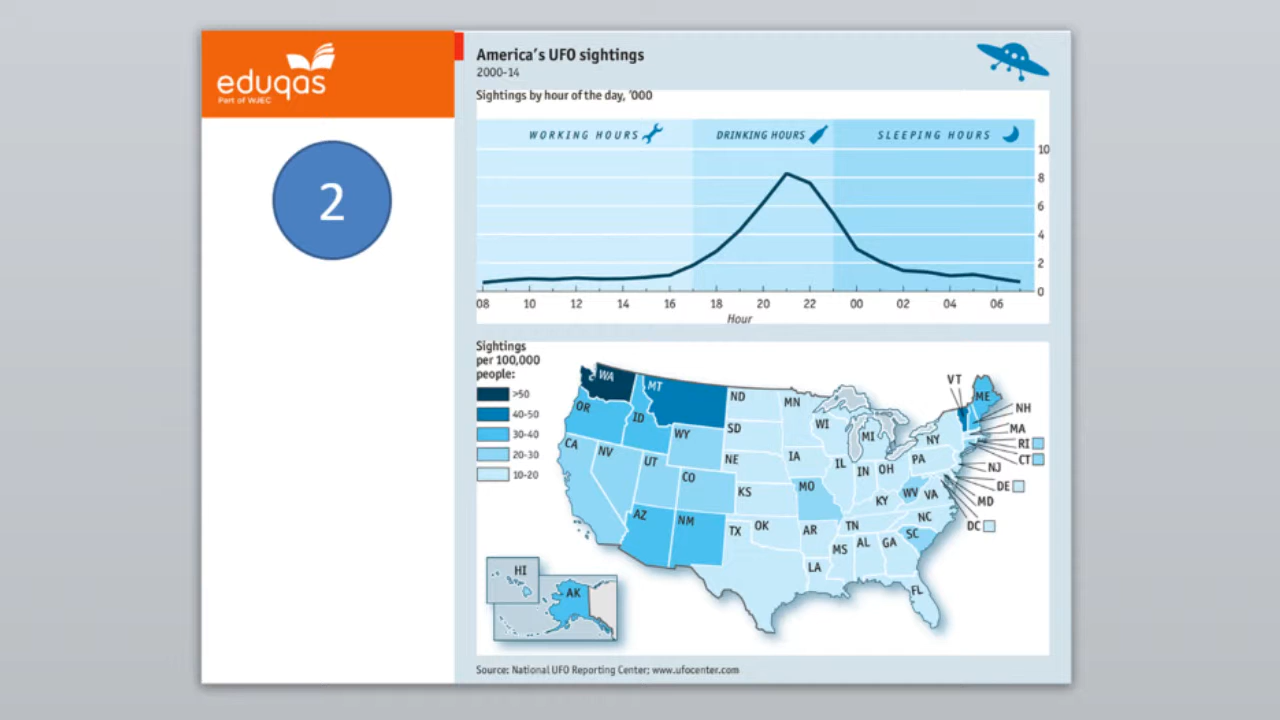 eduqas
Part of WJEC
2
America's UFO sightings
2000-14
Sightings by hour of the day, '000
WORKING HOURS
DRINKING HOURS
SLEEPING HOURS
10
8
6
4
2
0
08 10 12 14 16 18 20 22 00 02 04 06
Hour
Sightings
per 100,000
people:
>50
40-50
30-40
20-30
10-20
WA
MT
ND
MN
VT
ME
OR
ID
SD
WI
MI
NH
CA
NV
WY
NE
IA
NY
MA
RI
CT
UT
CO
KS
MO
IL
IN
OH
PA
NJ
DE
MD
DC
KY
WV
VA
AZ
NM
TX
OK
AR
TN
NC
SC
MS
AL
GA
LA
FL
HI
AK
Source: National UFO Reporting Center; www.ufocenter.com